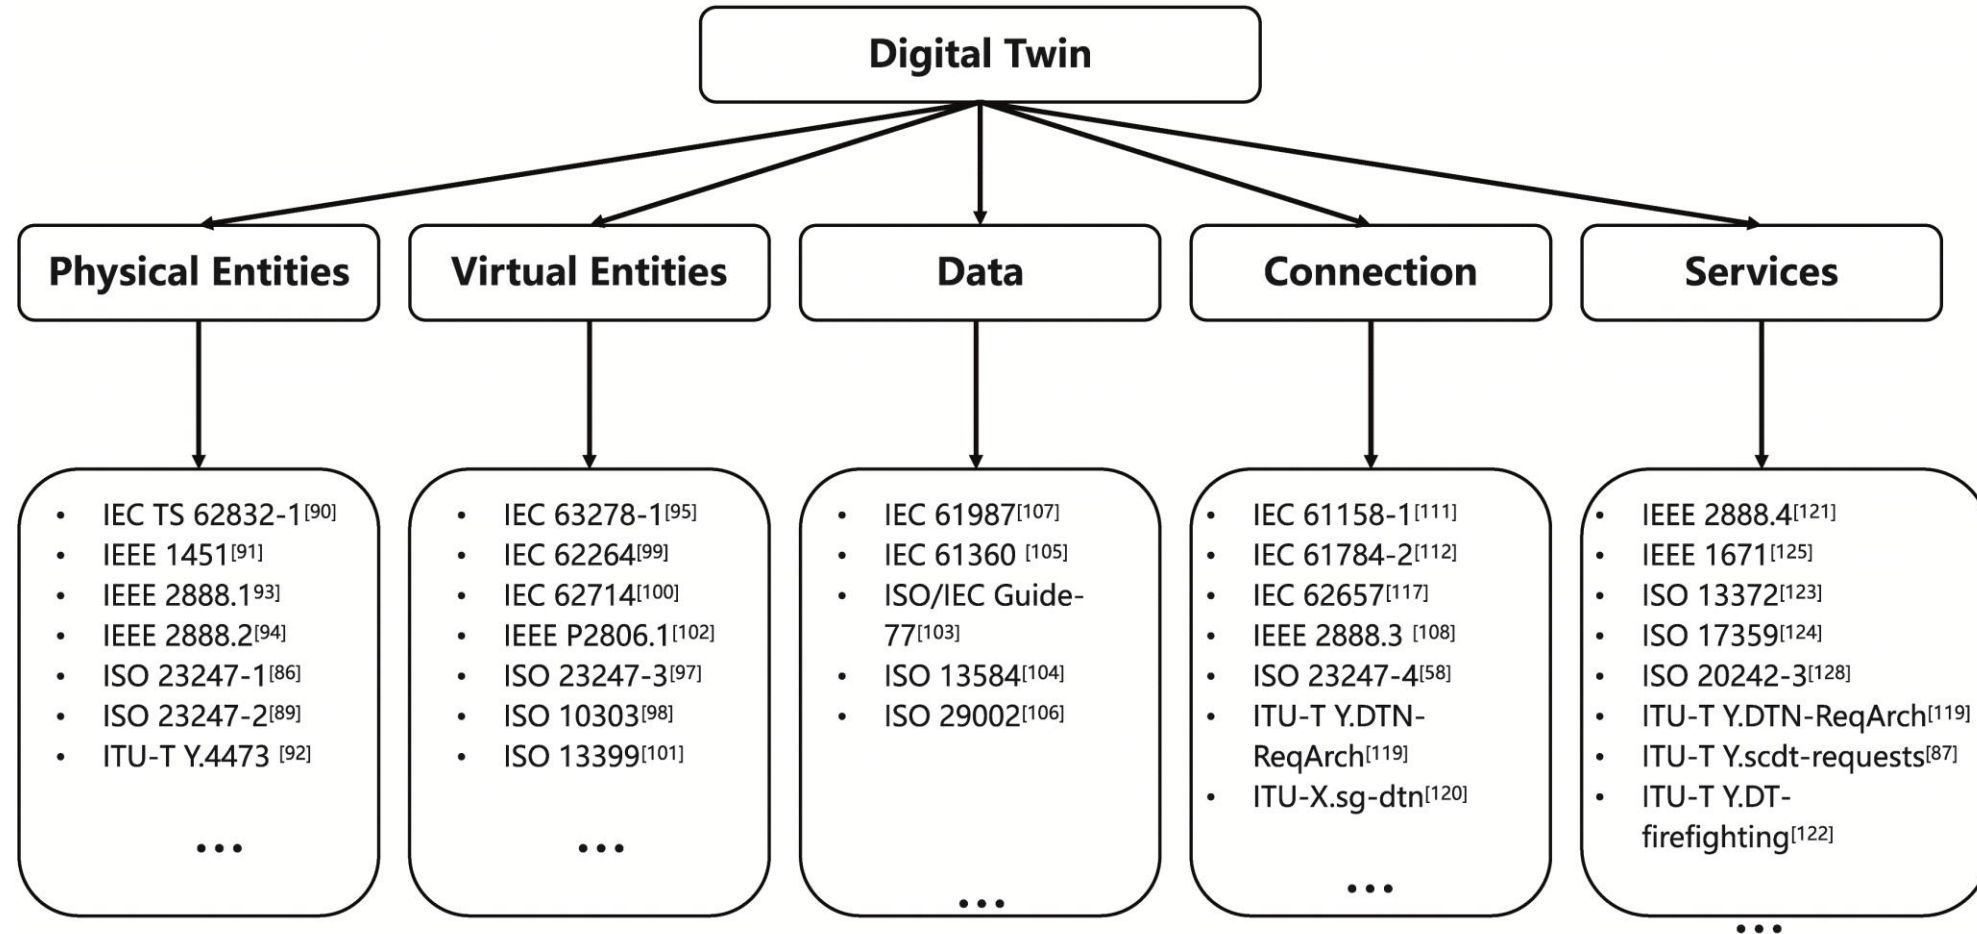 Digital Twin
Physical Entities
Virtual Entities
Data
Connection
Services
• IEC TS 62832-1[90]
• IEEE 1451[91]
• IEEE 2888.193]
• IEEE 2888.2[94]
• ISO 23247-1[86]
• ISO 23247-2[89]
• ITU-T Y.4473 [92]
...
• IEC 63278-1[95]
• IEC 62264[99]
• IEC 62714[100]
• IEEE P2806.1[102]
• ISO 23247-3[97]
• ISO 10303[98]
• ISO 13399[101]
...
• IEC 61987[107]
• IEC 61360 [105]
• ISO/IEC Guide-
77[103]
• ISO 13584[104]
• ISO 29002[106]
...
• IEC 61158-1[111]
• IEC 61784-2[112]
• IEC 62657[117]
• IEEE 2888.3 [108]
• ISO 23247-4[58]
• ITU-T Y.DTN-
ReqArch[119]
• ITU-X.sg-dtn[120]
...
• IEEE 2888.4[121]
• IEEE 1671[125]
• ISO 13372[123]
• ISO 17359[124]
• ISO 20242-3[128]
• ITU-T Y.DTN-ReqArch[119]
• ITU-T Y.scdt-requests[87]
• ITU-T Y.DT-
firefighting[122]
...